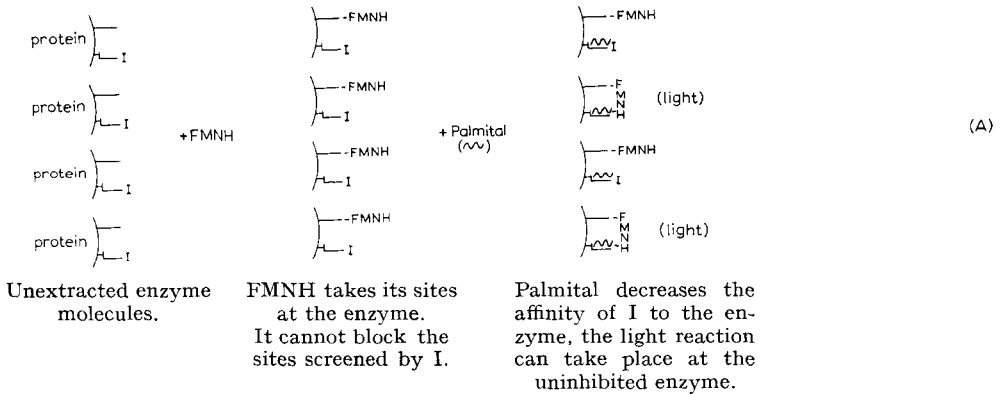 protein I
protein I
protein I
protein I
+FMNH
-FMNH
I
-FMNH
I
-FMNH
I
-FMNH
I
+ Palmital
(∿∿)
-FMNH
I
-F
M
N
H
(light)
-FMNH
I
-F
M
N
H
(light)
(A)
Unextracted enzyme
molecules.
FMNH takes its sites
at the enzyme.
It cannot block the
sites screened by I.
Palmital decreases the
affinity of I to the en-
zyme, the light reaction
can take place at the
uninhibited enzyme.